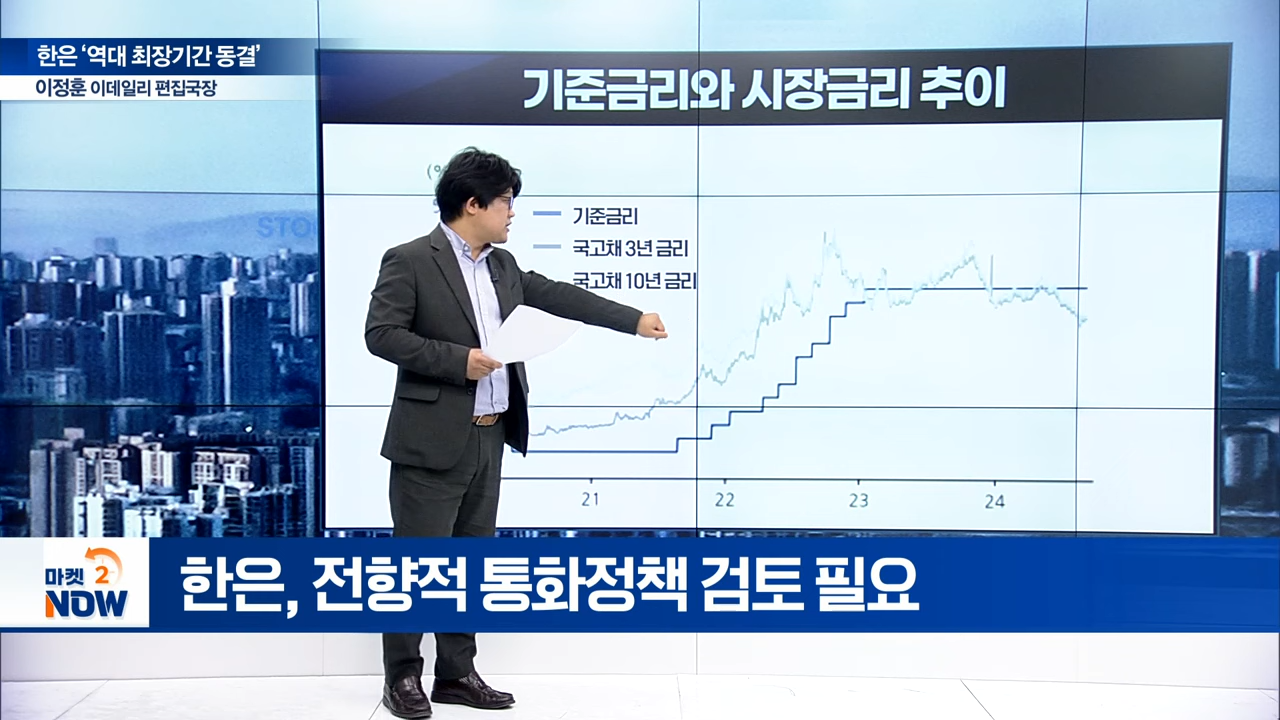 한은 ‘역대 최장기간 동결’
이정훈 이데일리 편집국장
기준금리와 시장금리 추이
(%
기준금리
국고채 3년 금리
국고채 10년 금리
21 22 23 24
마켓 2
NOW
한은, 전향적 통화정책 검토 필요